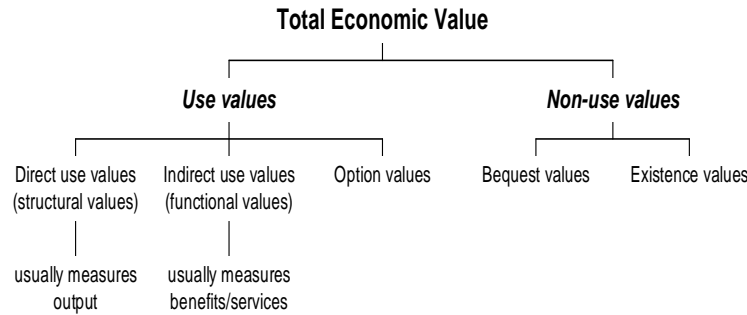 Total Economic Value
Use values
Non-use values
Direct use values
(structural values)
Indirect use values
(functional values)
Option values
Bequest values
Existence values
usually measures
output
usually measures
benefits/services